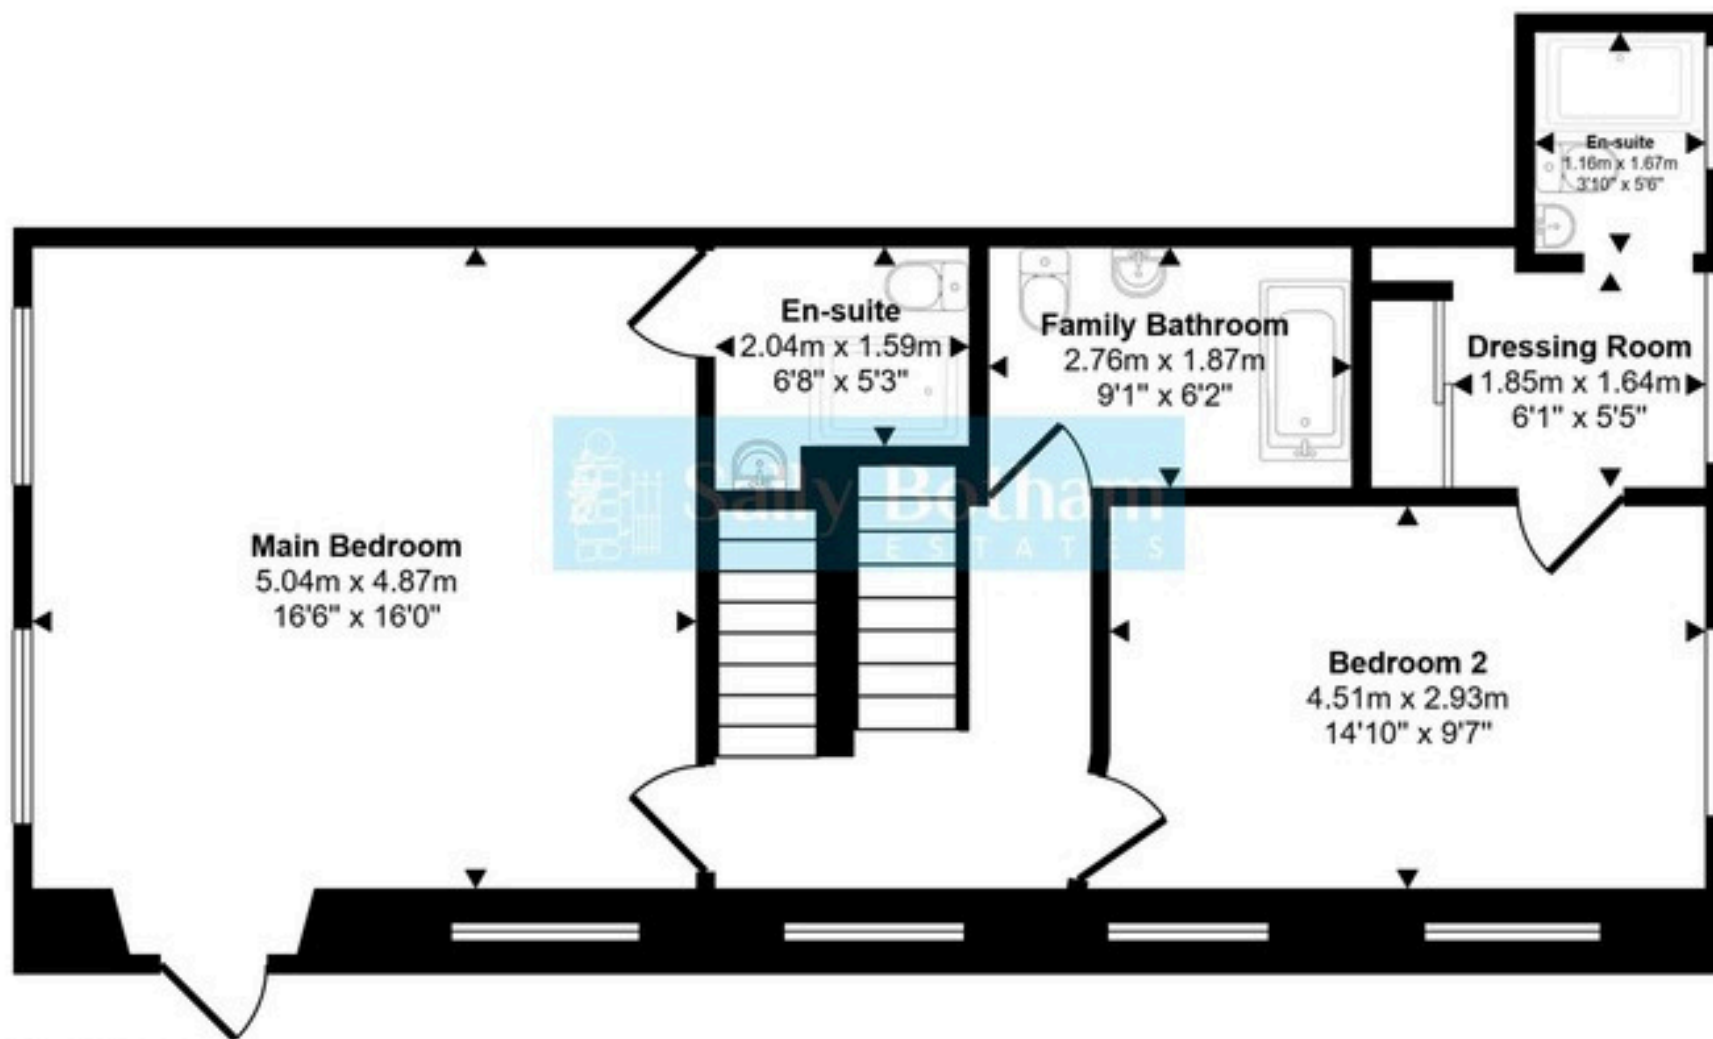 En-suite
1.16m x 1.67m
3'10" x 5'6"
En-suite
2.04m x 1.59m
6'8" x 5'3"
Family Bathroom
2.76m x 1.87m
9'1" x 6'2"
Dressing Room
1.85m x 1.64m
6'1" x 5'5"
Sally Botham
ESTATES
Main Bedroom
5.04m x 4.87m
16'6" x 16'0"
Bedroom 2
4.51m x 2.93m
14'10" x 9'7"